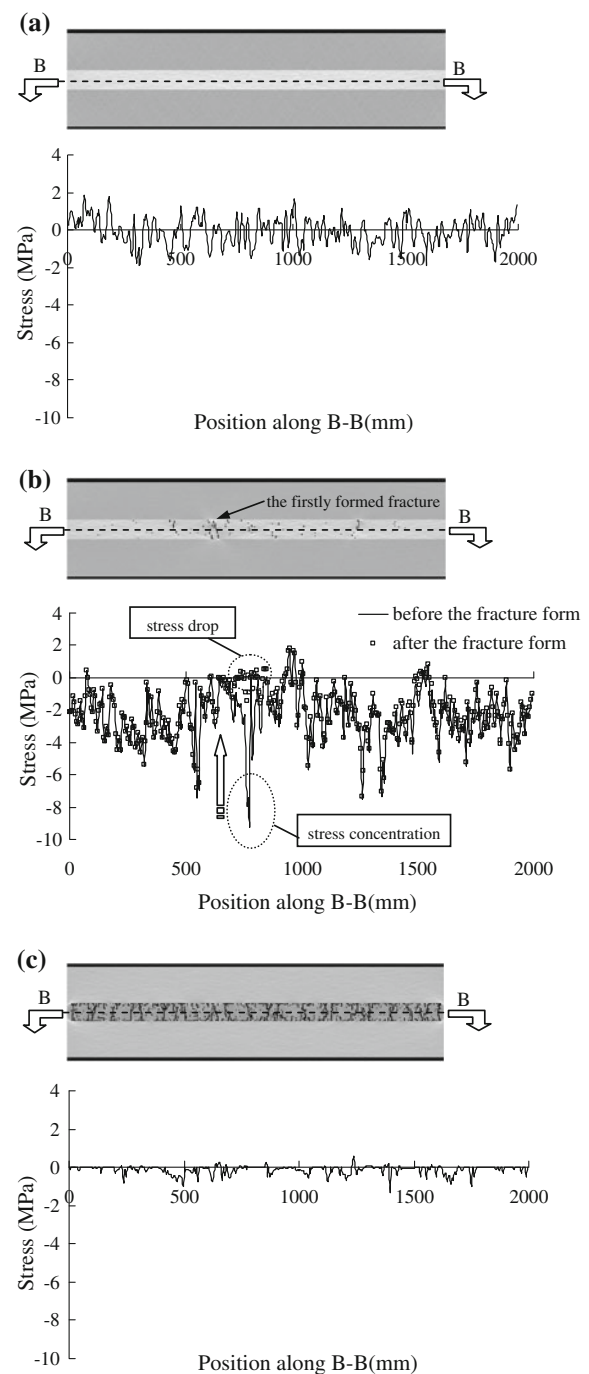 (a)
B B
4
2
0
-2
-4
-6
-8
-10
500 1000 1500 2000
Stress (MPa)
Position along B-B(mm)
(b)
the firstly formed fracture
B B
4
2
0
-2
-4
-6
-8
-10
stress drop
before the fracture form
after the fracture form
stress concentration
0 500 1000 1500 2000
Stress (MPa)
Position along B-B(mm)
(c)
B B
4
2
0
-2
-4
-6
-8
-10
0 500 1000 1500 2000
Stress (MPa)
Position along B-B(mm)